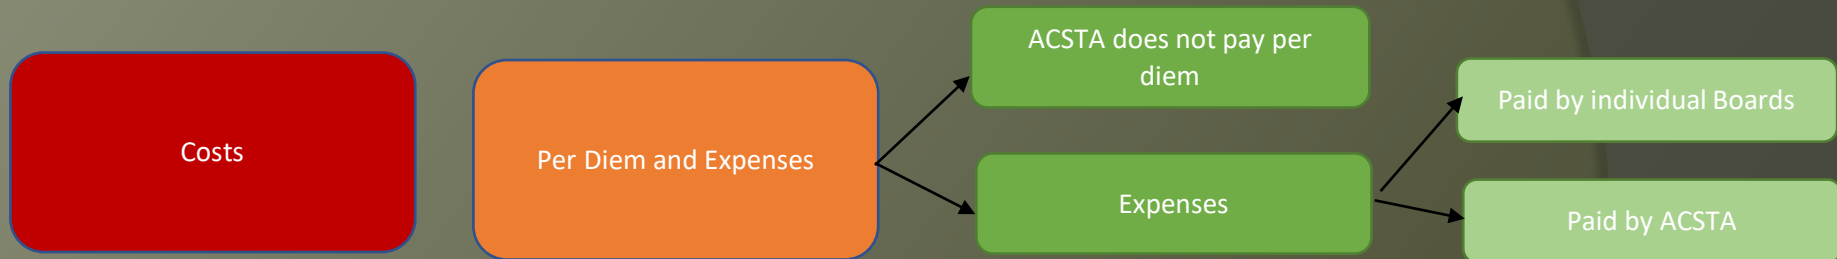 Costs
Per Diem and Expenses
ACSTA does not pay per
diem
Expenses
Paid by individual Boards
Paid by ACSTA